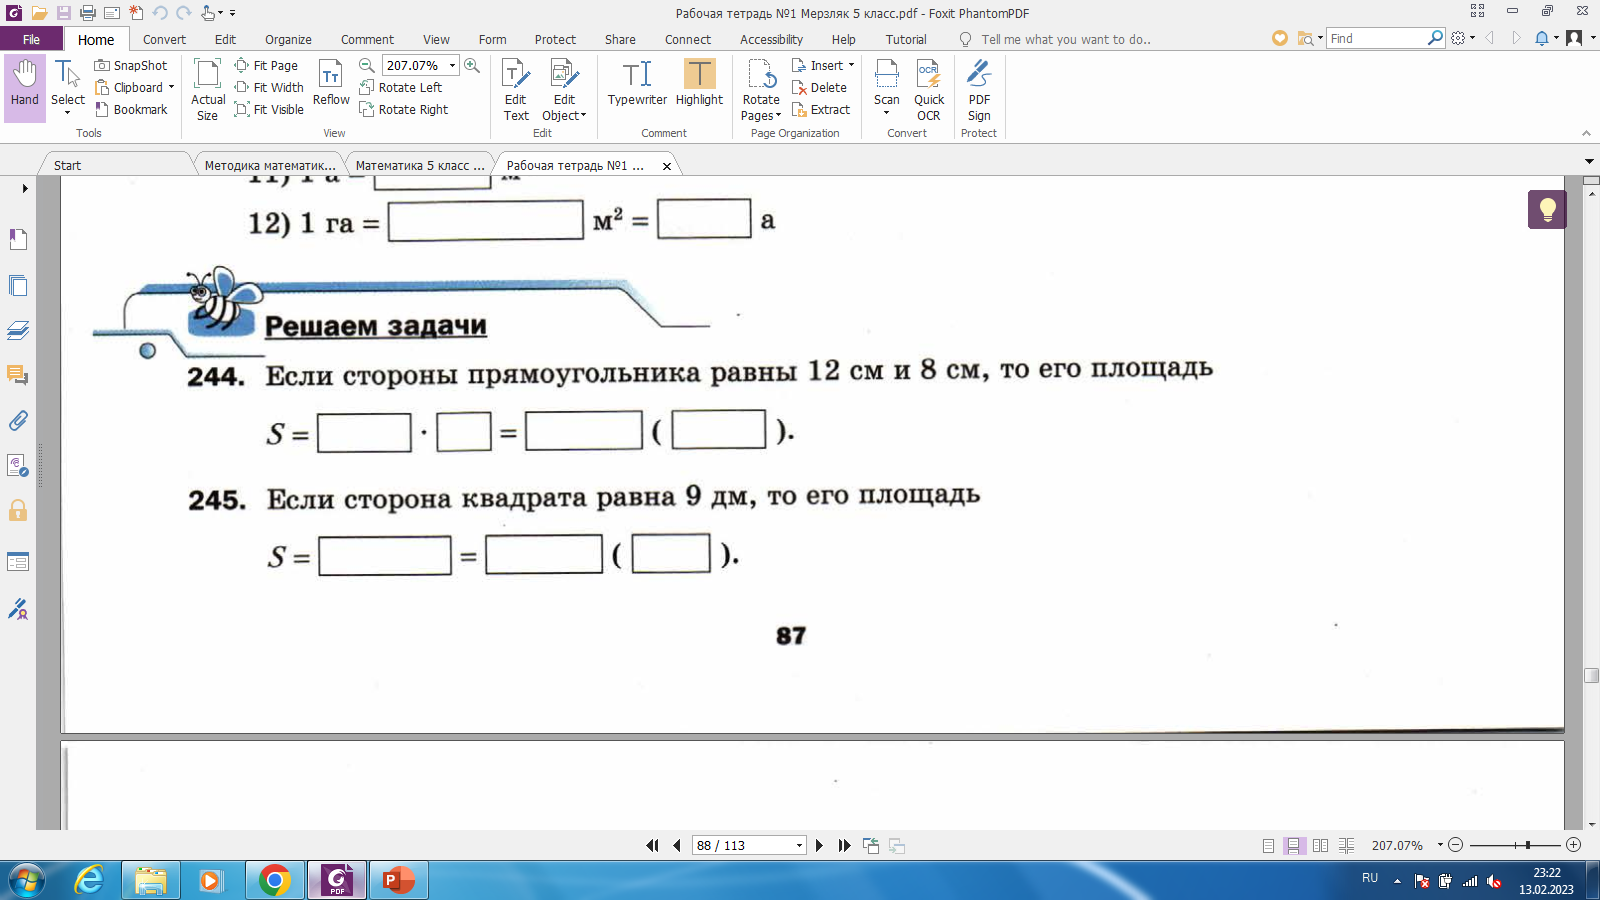 Рабочая тетрадь №1 Мерзляк 5 класс.pdf - Foxit PhantomPDF
File Home Convert Edit Organize Comment View Form Protect Share Connect Accessibility Help Tutorial Tell me what you want to do.. Find
Hand
Select
SnapShot
Clipboard
Bookmark
Tools
Actual Size
Fit Page
Fit Width
Fit Visible
Reflow
207.07%
Rotate Left
Rotate Right
View
Edit Text
Edit Object
Edit
Typewriter
Highlight
Comment
Rotate Pages
Insert
Delete
Extract
Page Organization
Scan
Quick OCR
Convert
PDF Sign
Protect
Start Методика математик... Математика 5 класс ... Рабочая тетрадь №1 ...
11) 1 а = м
12) 1 га = м² = а
Решаем задачи
244. Если стороны прямоугольника равны 12 см и 8 см, то его площадь
S = · = ( ).
245. Если сторона квадрата равна 9 дм, то его площадь
S = = ( ).
87
88 / 113 207.07%
RU 23:22
13.02.2023